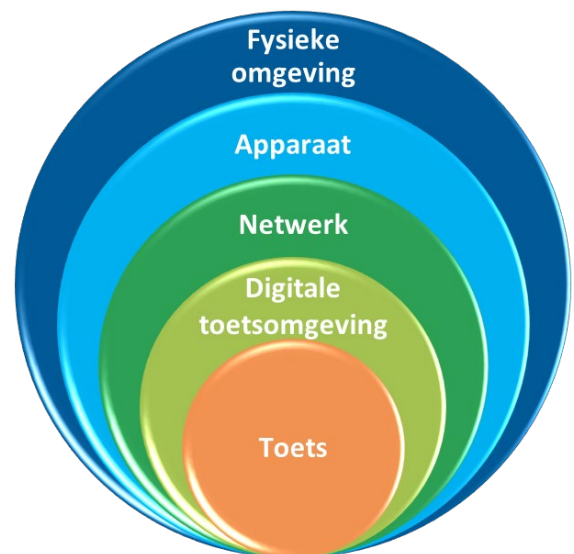 Fysieke
omgeving
Apparaat
Netwerk
Digitale
toetsomgeving
Toets